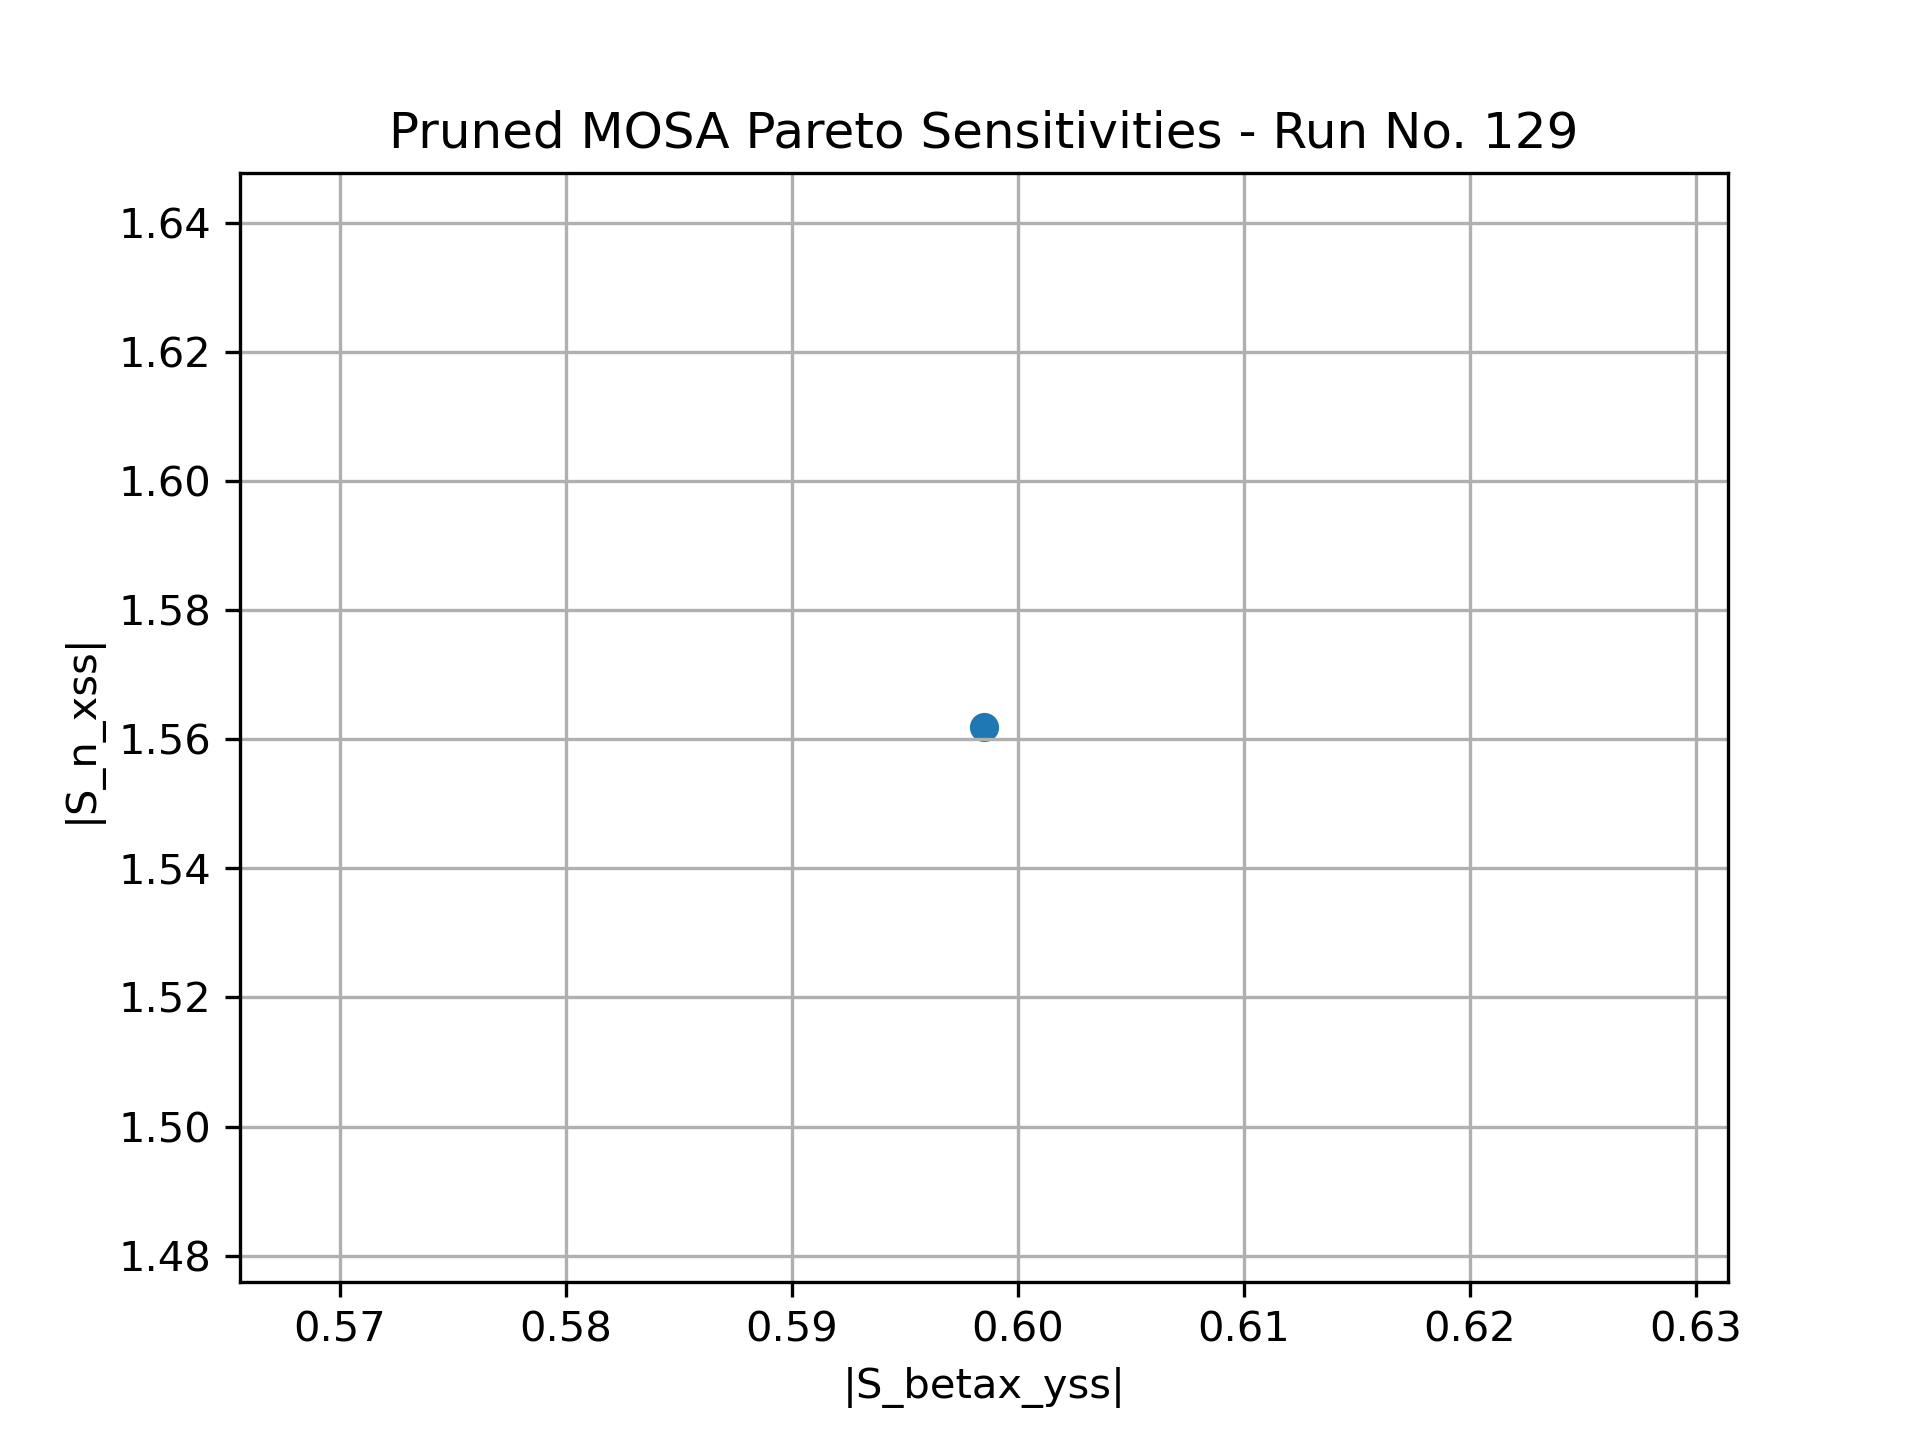 Pruned MOSA Pareto Sensitivities - Run No. 129
1.64
1.62
1.60
1.58
1.56
1.54
1.52
1.50
1.48
|S_n_xss|
0.57 0.58 0.59 0.60 0.61 0.62 0.63
|S_betax_yss|